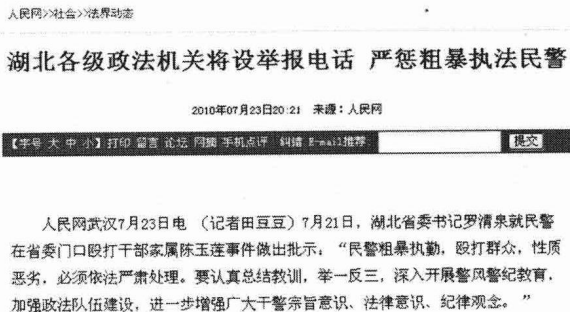 人民网>>社会>>法界动态
湖北各级政法机关将设举报电话 严惩粗暴执法民警
2010年07月23日20:21 来源：人民网
【字号 大 中 小】打印 留言 论坛 网摘 手机点评 纠错 E-mail推荐 提交
人民网武汉7月23日电 （记者田豆豆）7月21日，湖北省委书记罗清泉就民警
在省委门口殴打干部家属陈玉莲事件做出批示：“民警粗暴执勤，殴打群众，性质
恶劣，必须依法严肃处理。要认真总结教训，举一反三，深入开展警风警纪教育，
加强政法队伍建设，进一步增强广大干警宗旨意识、法律意识、纪律观念。”